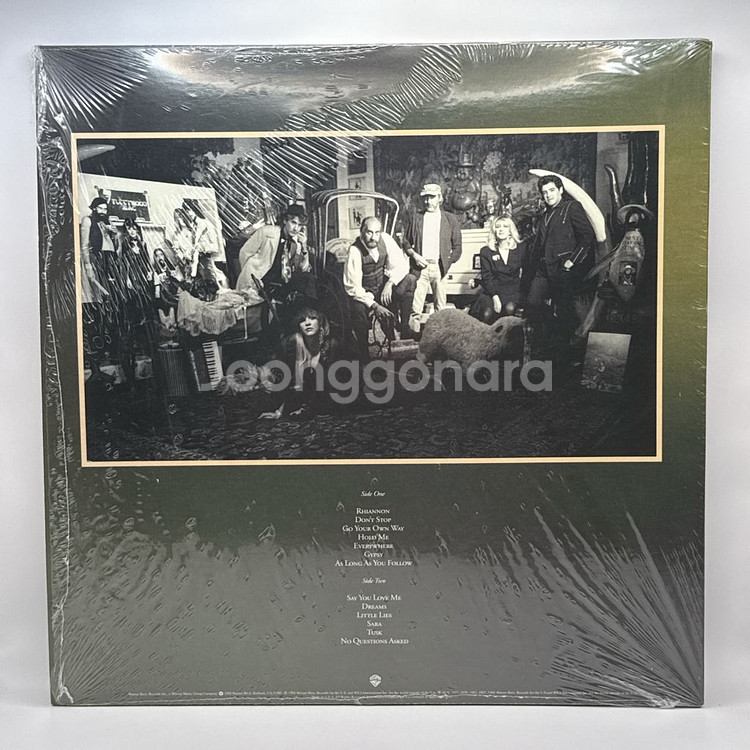 FLEETWOOD
Joonggonara
Side One
RHIANNON
DON'T STOP
GO YOUR OWN WAY
HOLD ME
EVERYWHERE
GYPSY
AS LONG AS YOU FOLLOW
Side Two
SAY YOU LOVE ME
DREAMS
LITTLE LIES
SARA
TUSK
NO QUESTIONS ASKED